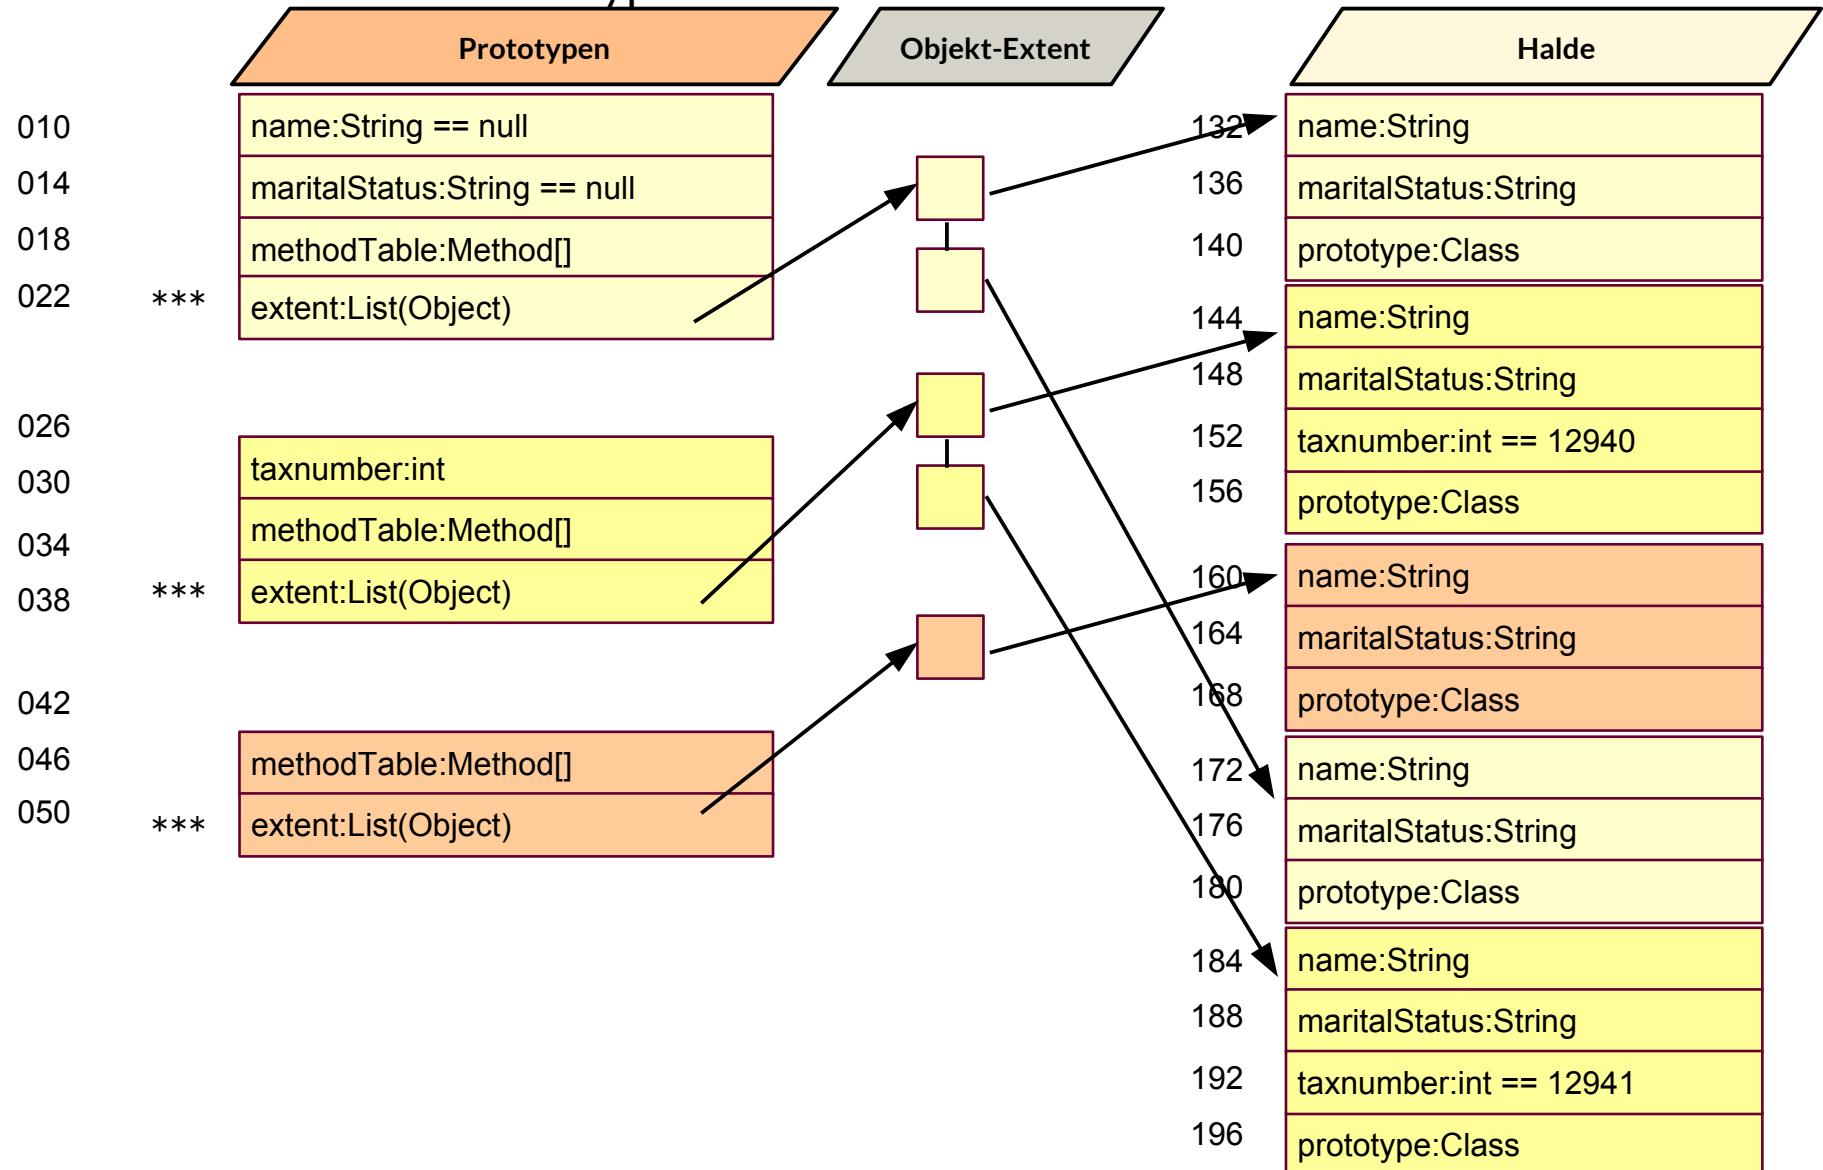 Prototypen
Objekt-Extent
Halde
010
name:String == null
014
maritalStatus:String == null
018
methodTable:Method[]
022
***
extent:List(Object)
026
taxnumber:int
030
methodTable:Method[]
034
038
***
extent:List(Object)
042
046
methodTable:Method[]
050
***
extent:List(Object)
132
name:String
136
maritalStatus:String
140
prototype:Class
144
name:String
148
maritalStatus:String
152
taxnumber:int == 12940
156
prototype:Class
160
name:String
164
maritalStatus:String
168
prototype:Class
172
name:String
176
maritalStatus:String
180
prototype:Class
184
name:String
188
maritalStatus:String
192
taxnumber:int == 12941
196
prototype:Class